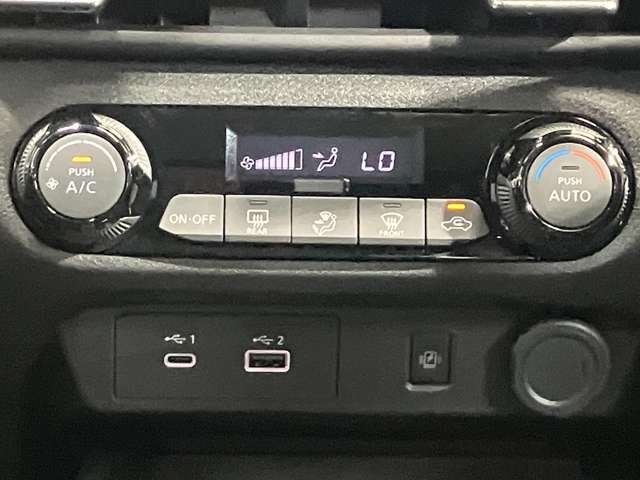 PUSH
A/C
LO
PUSH
AUTO
ON·OFF
REAR
FRONT
1
2